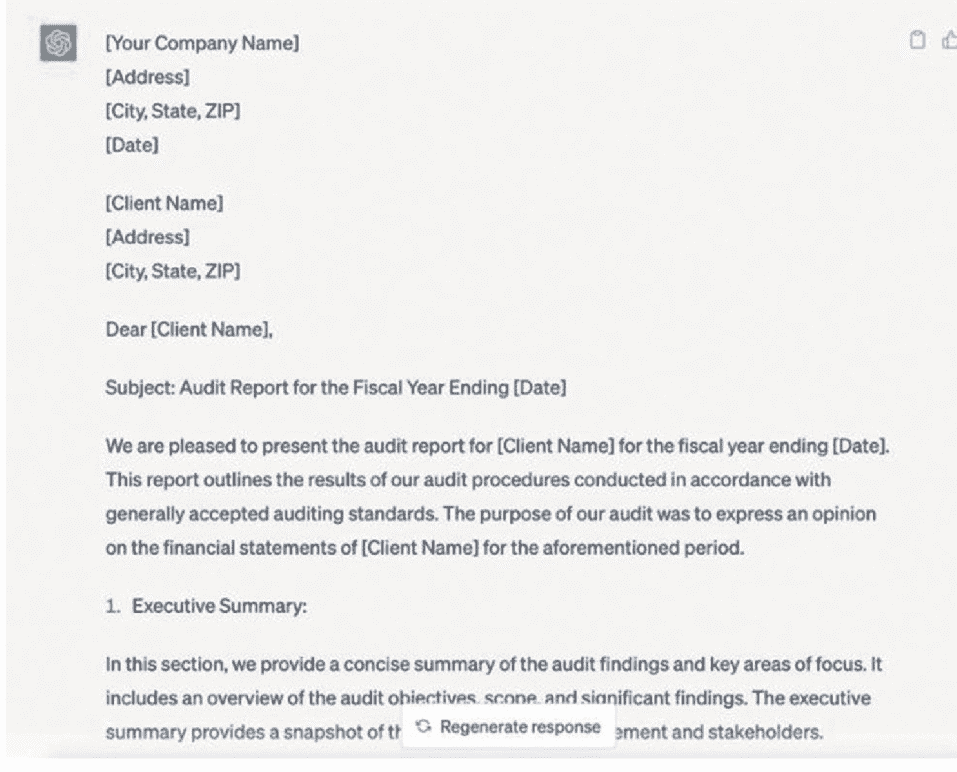 [Your Company Name]
[Address]
[City, State, ZIP]
[Date]
[Client Name]
[Address]
[City, State, ZIP]
Dear [Client Name],
Subject: Audit Report for the Fiscal Year Ending [Date]
We are pleased to present the audit report for [Client Name] for the fiscal year ending [Date].
This report outlines the results of our audit procedures conducted in accordance with
generally accepted auditing standards. The purpose of our audit was to express an opinion
on the financial statements of [Client Name] for the aforementioned period.
1. Executive Summary:
In this section, we provide a concise summary of the audit findings and key areas of focus. It
includes an overview of the audit objectives, scope, and significant findings. The executive
summary provides a snapshot of and stakeholders.
Regenerate response